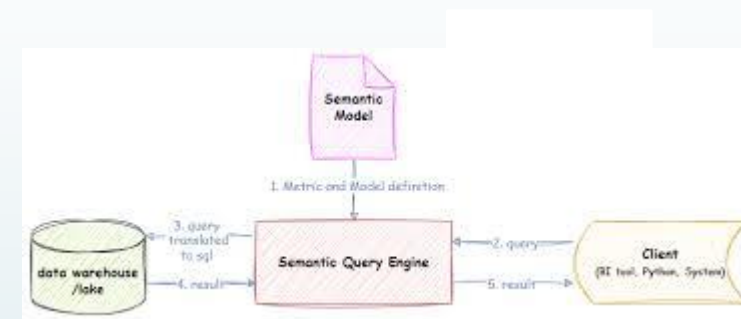 Semantic
Model
1. Metric and Model definition
3. query
translated
to sql
2. query
Semantic Query Engine
Client
(BI tool, Python, System)
data warehouse
/lake
4. result
5. result